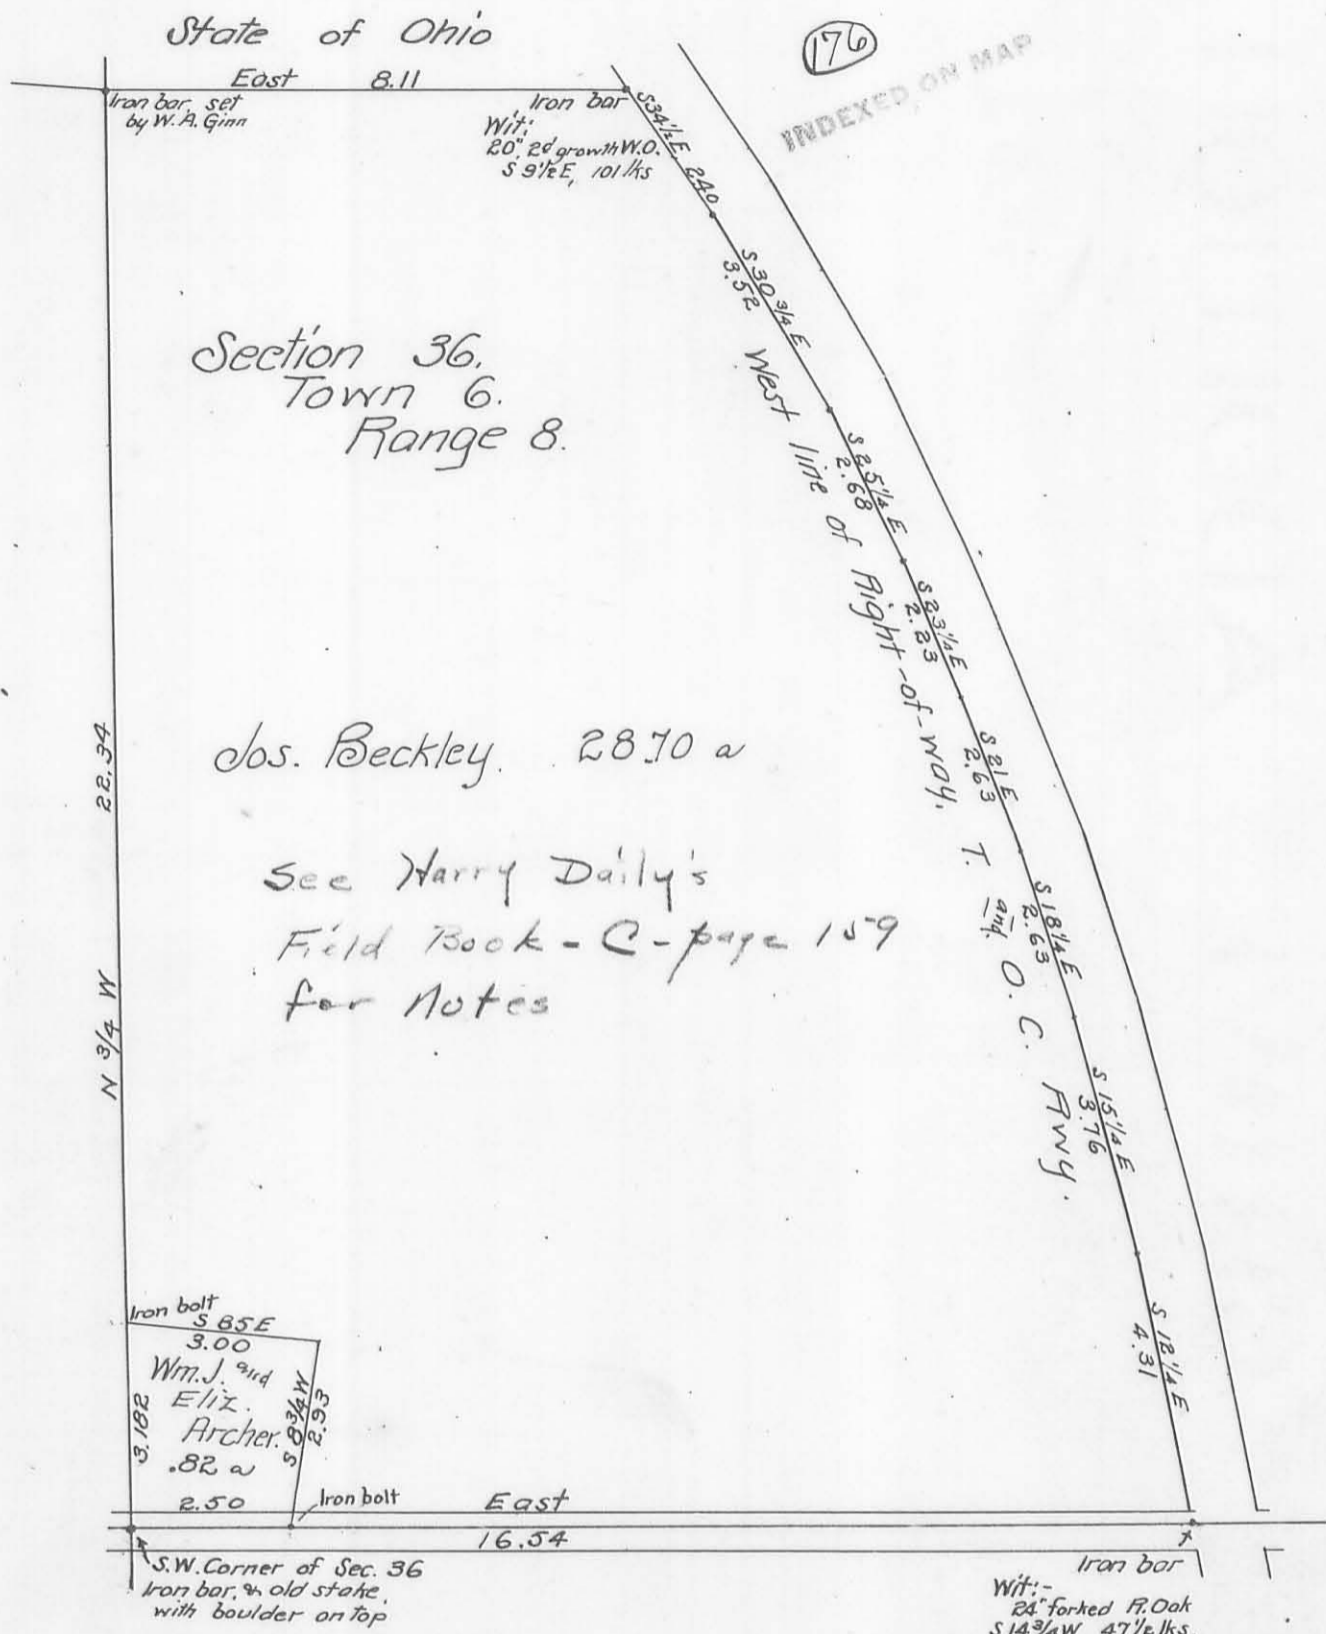 State of Ohio
176
INDEXED ON MAP
East 8.11
Iron bar, set
by W. A. Ginn
Iron bar
Wit:
20", 2d growth W.O.
S 9½ E, 101 lks
S 34½ E, 2.40
S 30 ¾ E
3.52
S 25¼ E
2.68
S 23¼ E
2.23
S 21 E
2.63
S 18¼ E
2.63
S 15¼ E
3.76
S 12¼ E
4.31
West line of Right-of-way, T. and O. C. Rwy.
Section 36.
Town 6.
Range 8.
Jos. Beckley. 28.70 a
See Harry Daily's
Field Book - C - page 159
for Notes
N ¾ W 22.34
Iron bolt
S 85 E
3.00
Wm. J. and
Eliz.
Archer.
.82 a
3.182
S 8¾ W
2.93
2.50
Iron bolt
East
16.54
S.W. Corner of Sec. 36
Iron bar, & old stake,
with boulder on top
Iron bar
Wit:-
24" forked R. Oak
S 14¾ W 47½ lks